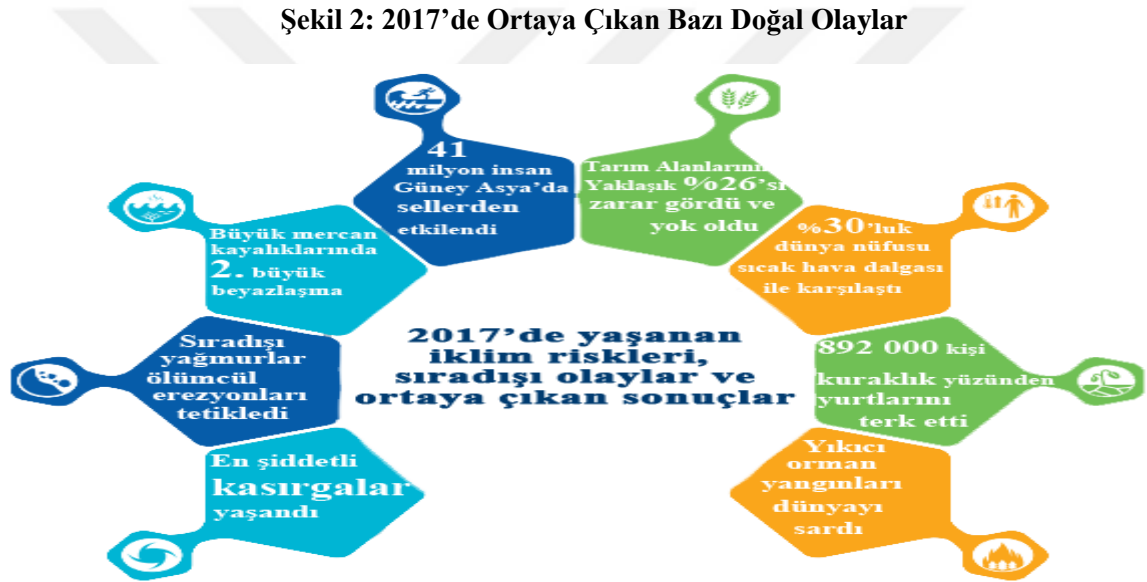 Şekil 2: 2017’de Ortaya Çıkan Bazı Doğal Olaylar
41
milyon insan
Güney Asya’da
sellerden
etkilendi
Tarım Alanlarının
Yaklaşık %26’sı
zarar gördü ve
yok oldu
Büyük mercan
kayalıklarında
2. büyük
beyazlaşma
%30’luk
dünya nüfusu
sıcak hava dalgası
ile karşılaştı
Sıradışı
yağmurlar
ölümcül
erezyonları
tetikledi
2017’de yaşanan
iklim riskleri,
sıradışı olaylar ve
ortaya çıkan sonuçlar
892 000 kişi
kuraklık yüzünden
yurtlarını
terk etti
En şiddetli
kasırgalar
yaşandı
Yıkıcı
orman
yangınları
dünyayı
sardı